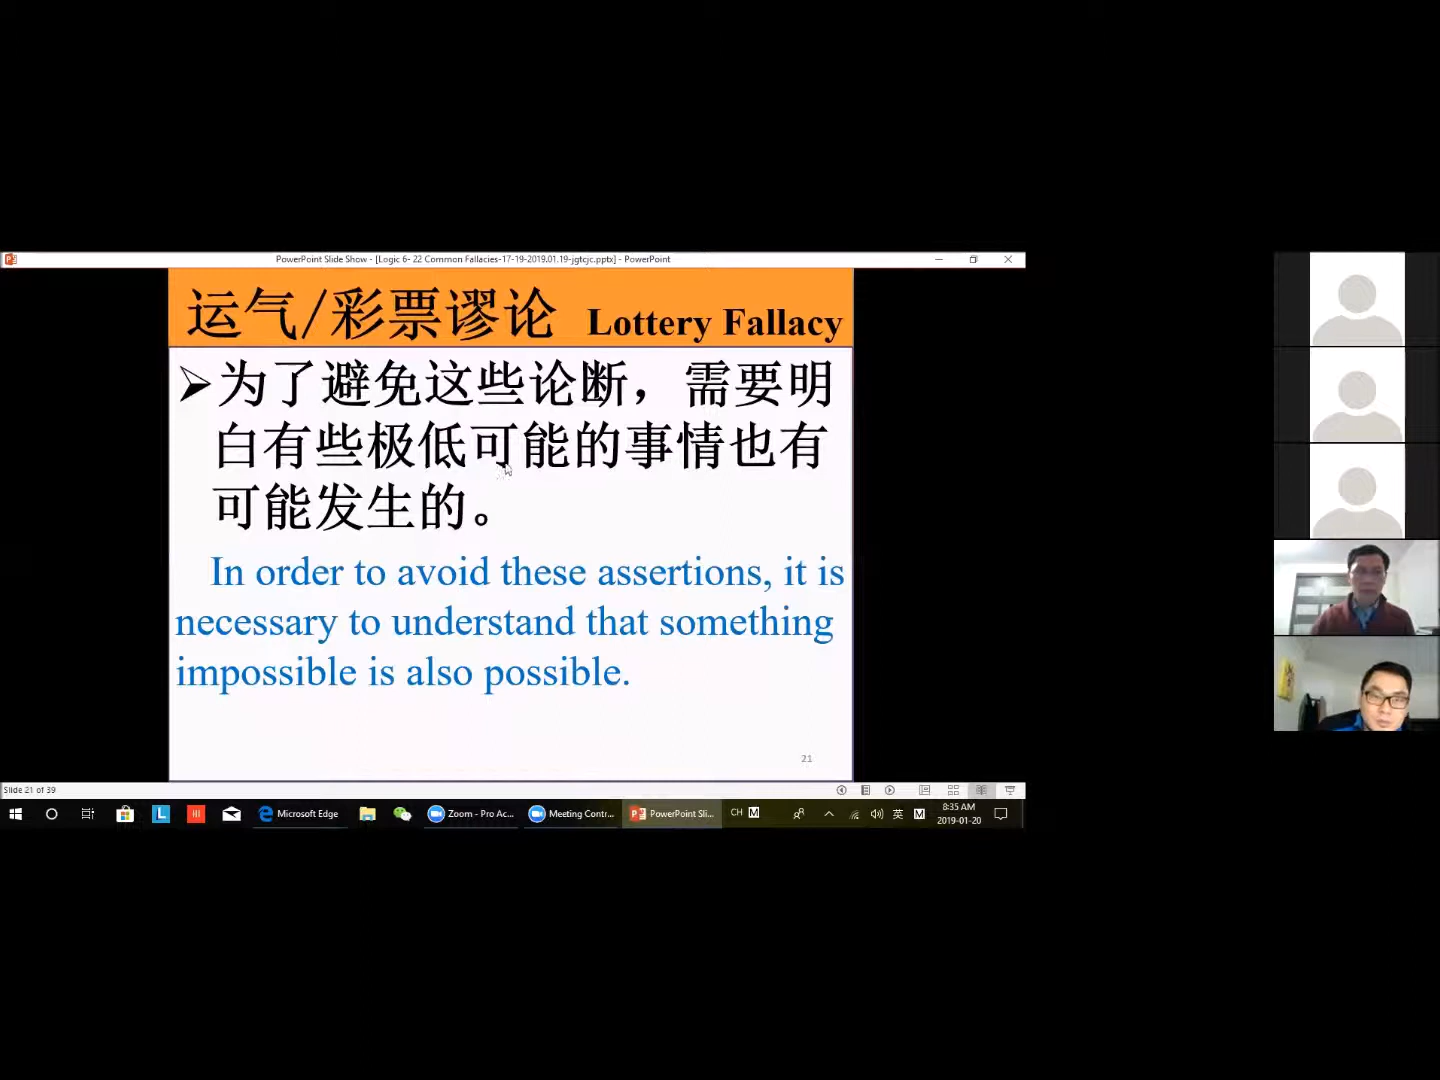 PowerPoint Slide Show - [Logic 6- 22 Common Fallacies-17-19-2019.01.19-jgtcjc.pptx] - PowerPoint
运气/彩票谬论 Lottery Fallacy
➢为了避免这些论断，需要明
白有些极低可能的事情也有
可能发生的。
In order to avoid these assertions, it is
necessary to understand that something
impossible is also possible.
21
Slide 21 of 39
Microsoft Edge
Zoom - Pro Ac...
Meeting Contr...
PowerPoint Sli...
CH M
英 M
8:35 AM
2019-01-20